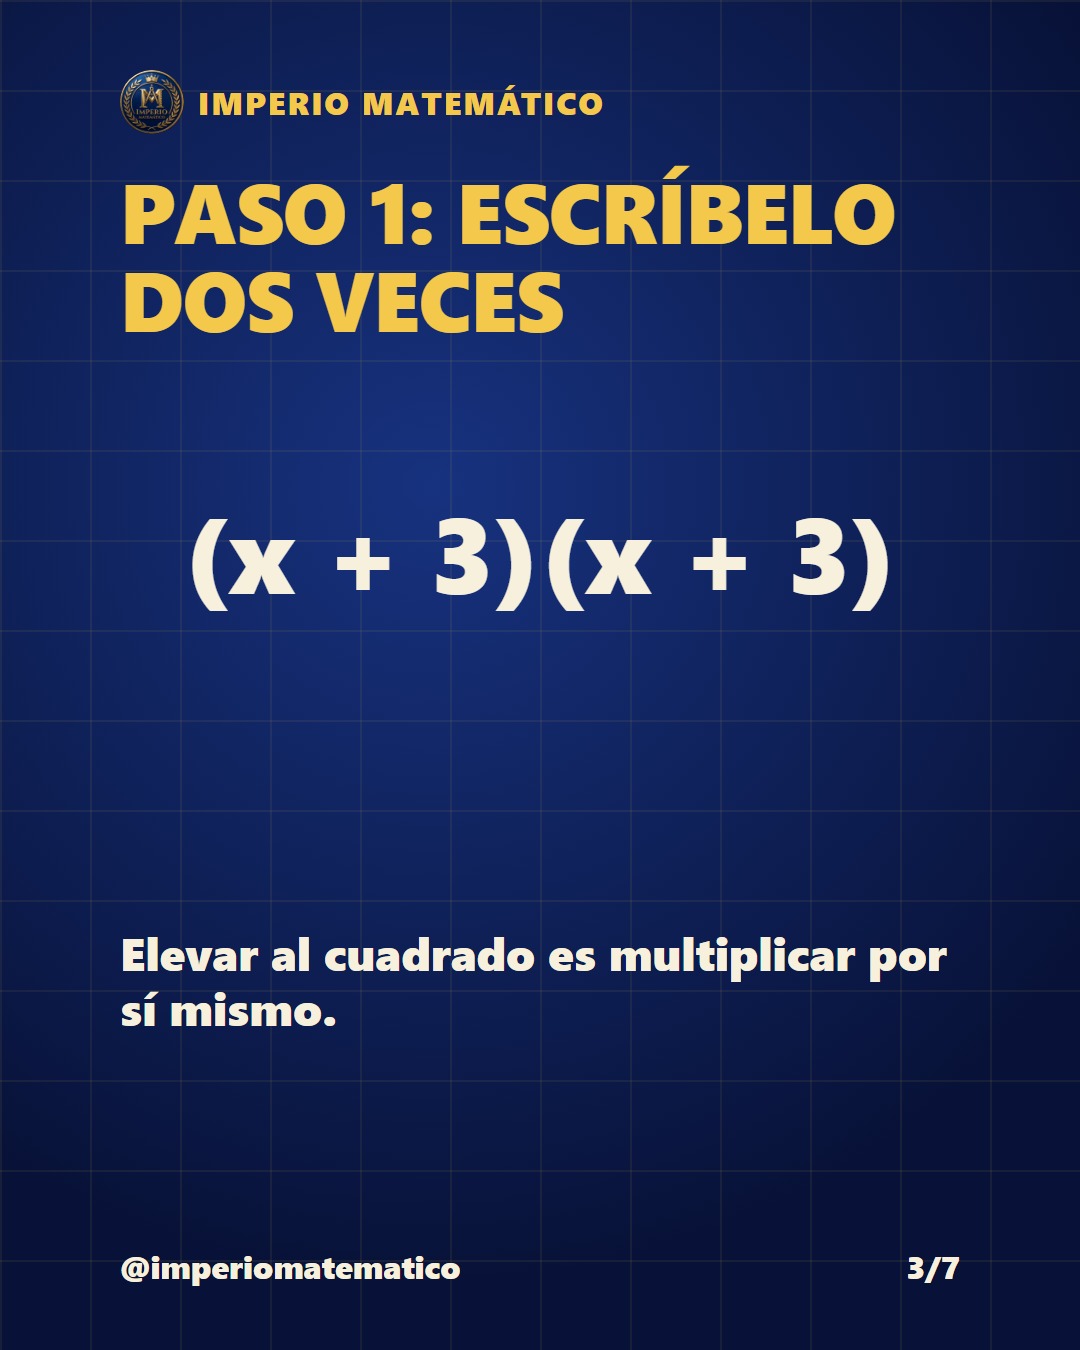 IMPERIO MATEMÁTICO
PASO 1: ESCRÍBELO
DOS VECES
(x + 3)(x + 3)
Elevar al cuadrado es multiplicar por
sí mismo.
@imperiomatematico
3/7